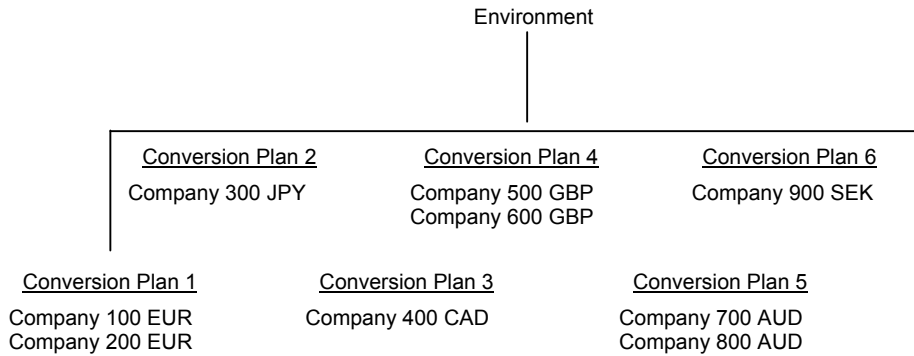 Environment
Conversion Plan 2
Company 300 JPY
Conversion Plan 4
Company 500 GBP
Company 600 GBP
Conversion Plan 6
Company 900 SEK
Conversion Plan 1
Company 100 EUR
Company 200 EUR
Conversion Plan 3
Company 400 CAD
Conversion Plan 5
Company 700 AUD
Company 800 AUD